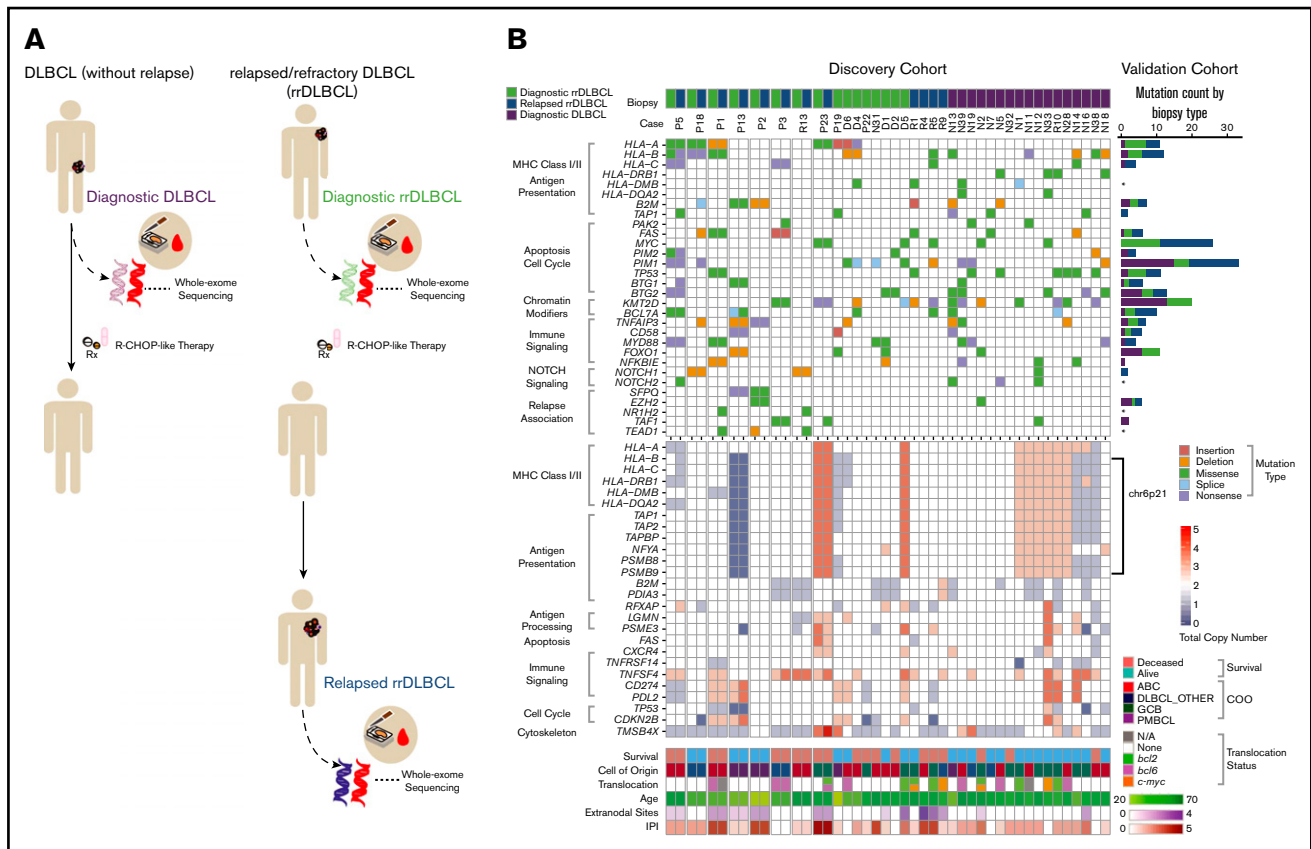 A
DLBCL (without relapse)
relapsed/refractory DLBCL
(rrDLBCL)
Diagnostic DLBCL
Diagnostic rrDLBCL
Whole-exome
Sequencing
Whole-exome
Sequencing
Rx
R-CHOP-like Therapy
Rx
R-CHOP-like Therapy
Relapsed rrDLBCL
Whole-exome
Sequencing
B
Discovery Cohort
Validation Cohort
Diagnostic rrDLBCL
Relapsed rrDLBCL
Diagnostic DLBCL
Biopsy
Mutation count by
biopsy type
Case
P5 P18 P1 P13 P2 P3 R13 P23 P19 D6 D4 P22 N31 D1 D2 D5 R4 R5 R9 N13 N39 N19 N2 N7 N5 N32 N1 N11 N12 N33 R10 N28 N14 N16 N38 N18
0 10 20 30
MHC Class I/II
Antigen
Presentation
HLA-A
HLA-B
HLA-C
HLA-DRB1
HLA-DMB
HLA-DQA2
B2M
TAP1
Apoptosis
Cell Cycle
PAK2
FAS
MYC
PIM2
PIM1
TP53
BTG1
BTG2
Chromatin
Modifiers
KMT2D
BCL7A
Immune
Signaling
TNFAIP3
CD58
MYD88
FOXO1
NFKBIE
NOTCH
Signaling
NOTCH1
NOTCH2
Relapse
Association
SFPQ
EZH2
NR1H2
TAF1
TEAD1
MHC Class I/II
HLA-A
HLA-B
HLA-C
HLA-DRB1
HLA-DMB
HLA-DQA2
Antigen
Presentation
TAP1
TAP2
TAPBP
NFYA
PSMB8
PSMB9
B2M
PDIA3
RFXAP
Antigen
Processing
LGMN
PSME3
Apoptosis
FAS
CXCR4
Immune
Signaling
TNFRSF14
TNFSF4
CD274
PDL2
Cell Cycle
TP53
CDKN2B
Cytoskeleton
TMSB4X
chr6p21
Insertion
Deletion
Missense
Splice
Nonsense
Mutation
Type
5
4
3
2
1
0
Total Copy Number
Deceased
Alive
Survival
ABC
DLBCL_OTHER
GCB
PMBCL
COO
N/A
None
bcl2
bcl6
c-myc
Translocation
Status
Survival
Cell of Origin
Translocation
Age
20 70
Extranodal Sites
0 4
IPI
0 5